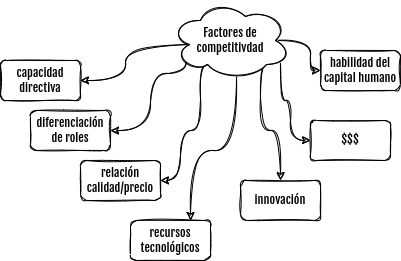 Factores de
competitivdad
capacidad
directiva
diferenciación
de roles
relación
calidad/precio
recursos
tecnológicos
innovación
$$$
habilidad del
capital humano